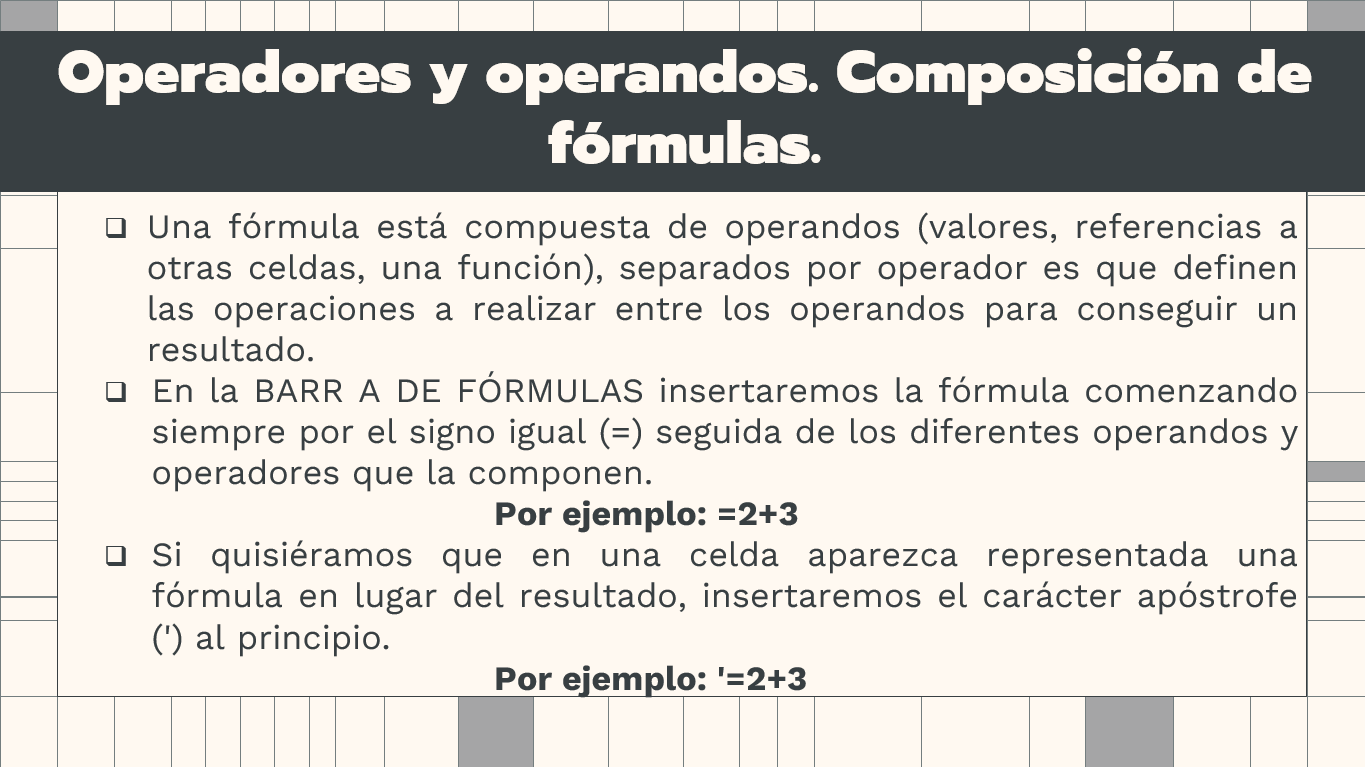 Operadores y operandos. Composición de
fórmulas.
❑ Una fórmula está compuesta de operandos (valores, referencias a
otras celdas, una función), separados por operador es que definen
las operaciones a realizar entre los operandos para conseguir un
resultado.
❑ En la BARR A DE FÓRMULAS insertaremos la fórmula comenzando
siempre por el signo igual (=) seguida de los diferentes operandos y
operadores que la componen.
Por ejemplo: =2+3
❑ Si quisiéramos que en una celda aparezca representada una
fórmula en lugar del resultado, insertaremos el carácter apóstrofe
(') al principio.
Por ejemplo: '=2+3